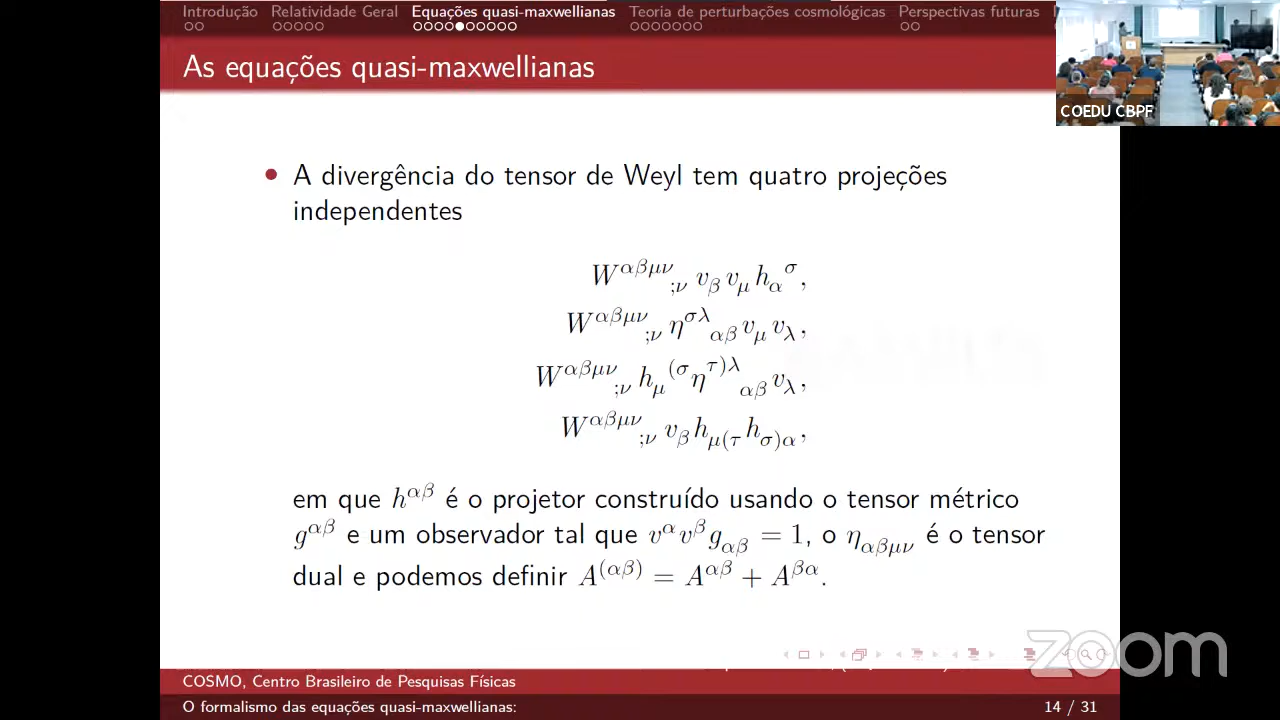 Introdução Relatividade Geral Equações quasi-maxwellianas Teoria de perturbações cosmológicas Perspectivas futuras
As equações quasi-maxwellianas
COEDU CBPF
• A divergência do tensor de Weyl tem quatro projeções
independentes
W^{αβμν}_{;ν} v_β v_μ h_α^σ,
W^{αβμν}_{;ν} η^{σλ}_{αβ} v_μ v_λ,
W^{αβμν}_{;ν} h_μ^{(σ} η^{τ)λ}_{αβ} v_λ,
W^{αβμν}_{;ν} v_β h_{μ(τ} h_{σ)α},
em que h^{αβ} é o projetor construído usando o tensor métrico
g^{αβ} e um observador tal que v^α v^β g_{αβ} = 1, o η_{αβμν} é o tensor
dual e podemos definir A^{(αβ)} = A^{αβ} + A^{βα}.
zoom
COSMO, Centro Brasileiro de Pesquisas Físicas
O formalismo das equações quasi-maxwellianas: 14 / 31